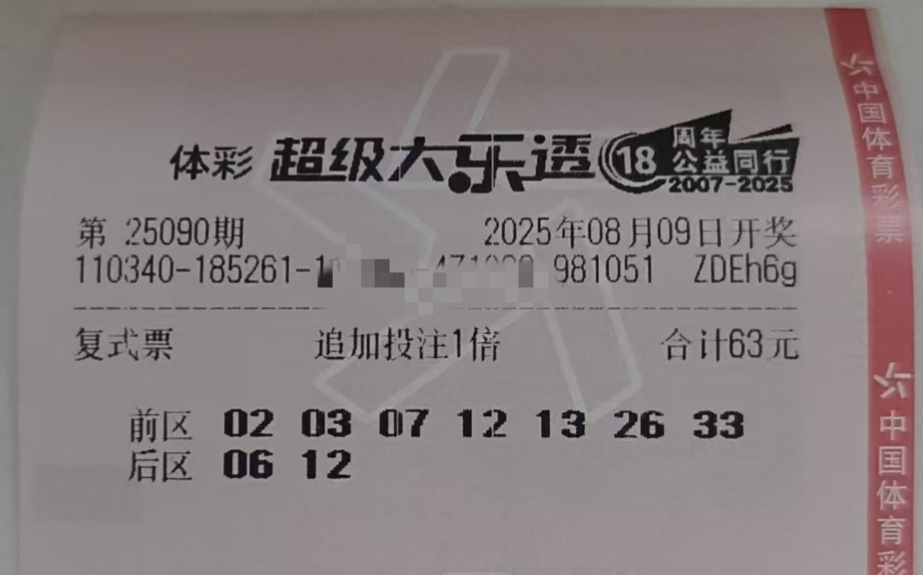 体彩 超级大乐透 18 周年 公益同行 2007-2025
第 25090期 2025年08月09日开奖
110340-185261-1 981051 ZDEh6g
复式票 追加投注1倍 合计63元
前区 02 03 07 12 13 26 33
后区 06 12
中国体育彩票
中国体育彩